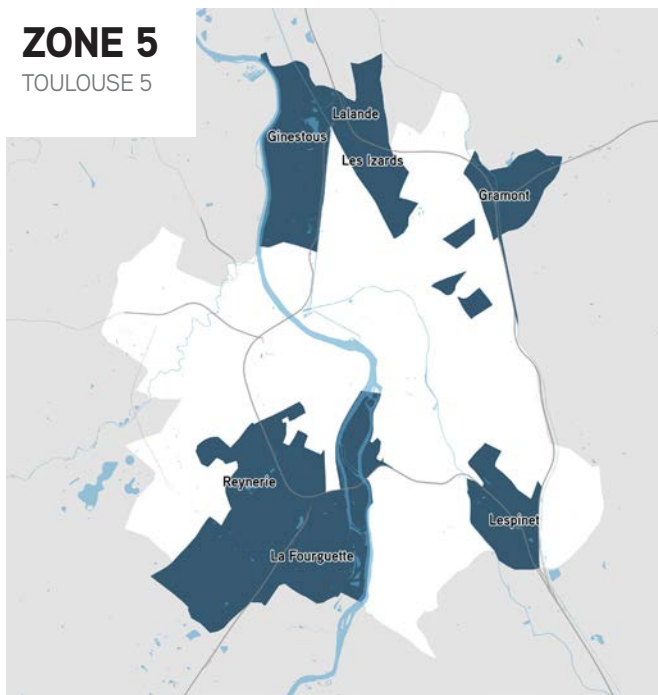 ZONE 5
TOULOUSE 5
Lalande
Ginestous
Les Izards
Gramont
Reynerie
Lespinet
La Fourguette